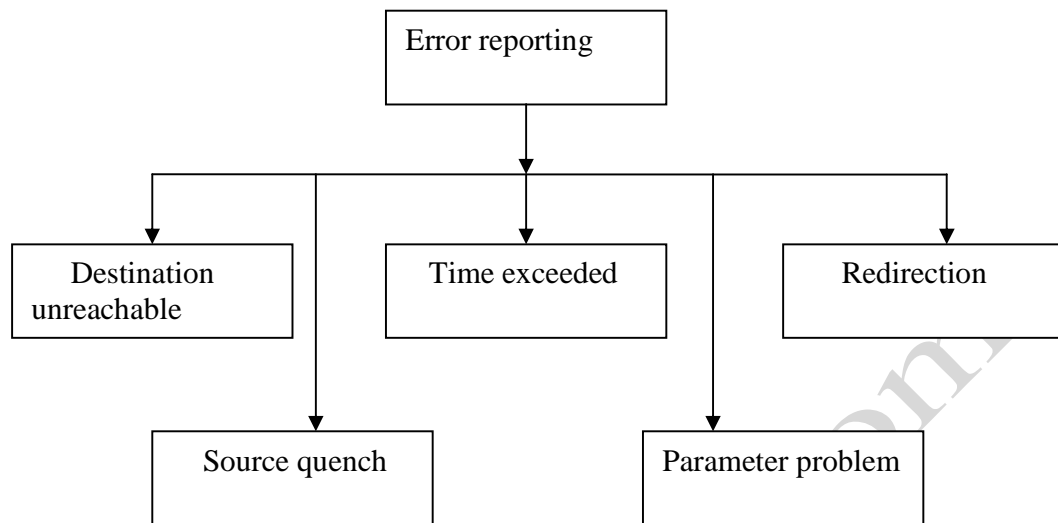 Error reporting
Destination
unreachable
Time exceeded
Redirection
Source quench
Parameter problem